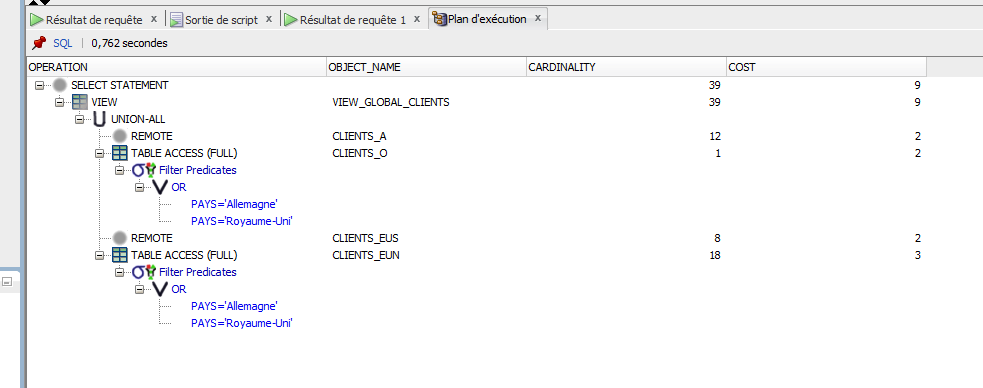 Résultat de requête x Sortie de script x Résultat de requête 1 x Plan d'exécution x
SQL | 0,762 secondes
OPERATION OBJECT_NAME CARDINALITY COST
SELECT STATEMENT 39 9
VIEW VIEW_GLOBAL_CLIENTS 39 9
UNION-ALL
REMOTE CLIENTS_A 12 2
TABLE ACCESS (FULL) CLIENTS_O 1 2
Filter Predicates
OR
PAYS='Allemagne'
PAYS='Royaume-Uni'
REMOTE CLIENTS_EUS 8 2
TABLE ACCESS (FULL) CLIENTS_EUN 18 3
Filter Predicates
OR
PAYS='Allemagne'
PAYS='Royaume-Uni'